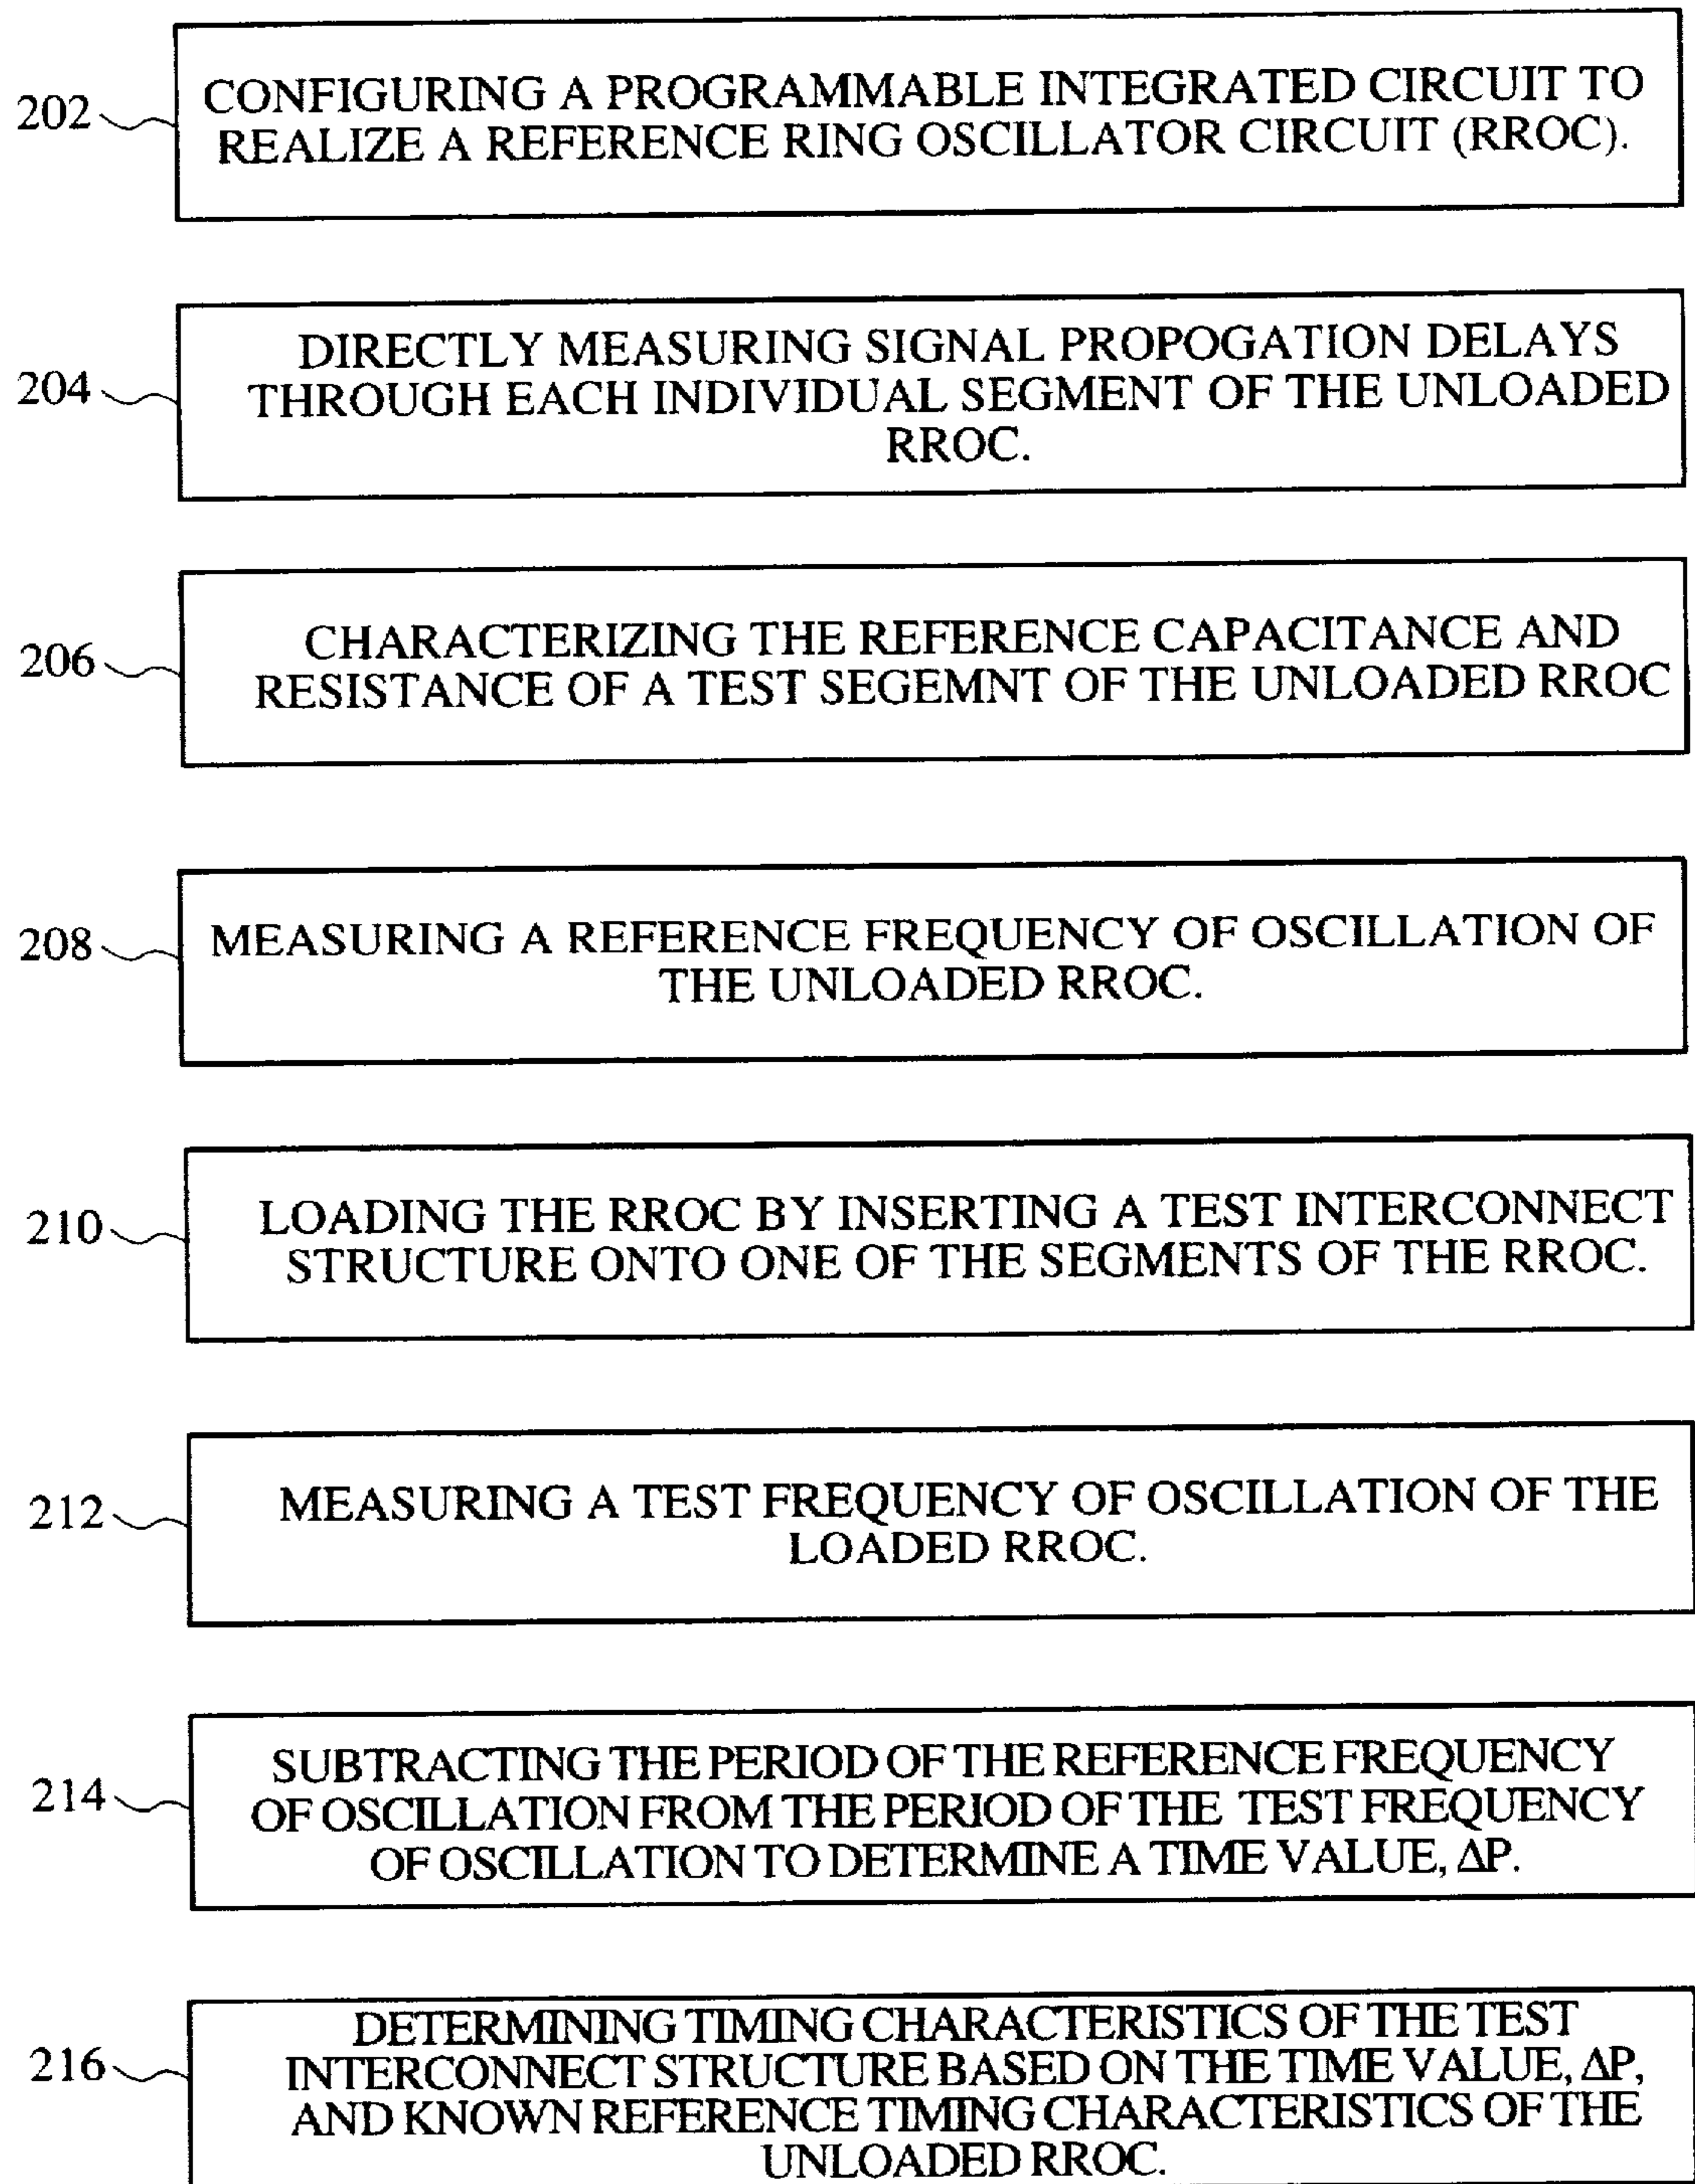 202
CONFIGURING A PROGRAMMABLE INTEGRATED CIRCUIT TO
REALIZE A REFERENCE RING OSCILLATOR CIRCUIT (RROC).
204
DIRECTLY MEASURING SIGNAL PROPOGATION DELAYS
THROUGH EACH INDIVIDUAL SEGMENT OF THE UNLOADED
RROC.
206
CHARACTERIZING THE REFERENCE CAPACITANCE AND
RESISTANCE OF A TEST SEGEMNT OF THE UNLOADED RROC
208
MEASURING A REFERENCE FREQUENCY OF OSCILLATION OF
THE UNLOADED RROC.
210
LOADING THE RROC BY INSERTING A TEST INTERCONNECT
STRUCTURE ONTO ONE OF THE SEGMENTS OF THE RROC.
212
MEASURING A TEST FREQUENCY OF OSCILLATION OF THE
LOADED RROC.
214
SUBTRACTING THE PERIOD OF THE REFERENCE FREQUENCY
OF OSCILLATION FROM THE PERIOD OF THE TEST FREQUENCY
OF OSCILLATION TO DETERMINE A TIME VALUE, ΔP.
216
DETERMINING TIMING CHARACTERISTICS OF THE TEST
INTERCONNECT STRUCTURE BASED ON THE TIME VALUE, ΔP,
AND KNOWN REFERENCE TIMING CHARACTERISTICS OF THE
UNLOADED RROC.